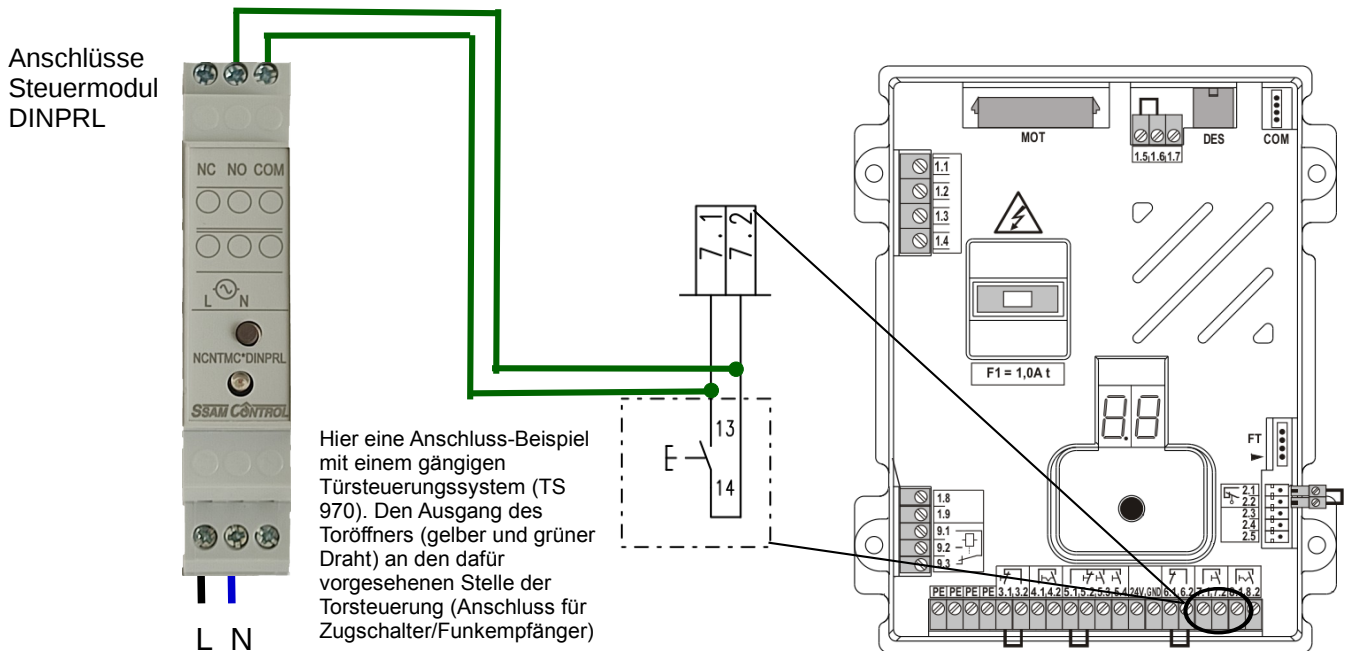 Anschlüsse
Steuermodul
DINPRL
NC NO COM
L N
NCNTMC*DINPRL
SSAM CONTROL
L N
Hier eine Anschluss-Beispiel
mit einem gängigen
Türsteuerungssystem (TS
970). Den Ausgang des
Toröffners (gelber und grüner
Draht) an den dafür
vorgesehenen Stelle der
Torsteuerung (Anschluss für
Zugschalter/Funkempfänger)
7.1
7.2
13
14
MOT
1.5 1.6 1.7
DES
COM
1.1
1.2
1.3
1.4
F1 = 1,0A t
8.8
FT
1.8
1.9
9.1
9.2
9.3
2.1
2.2
2.3
2.4
2.5
PE PE PE PE 3.1 3.2 4.1 4.2 5.1 5.2 5.3 5.4 24V GND 6.1 6.2 7.1 7.2 8.1 8.2